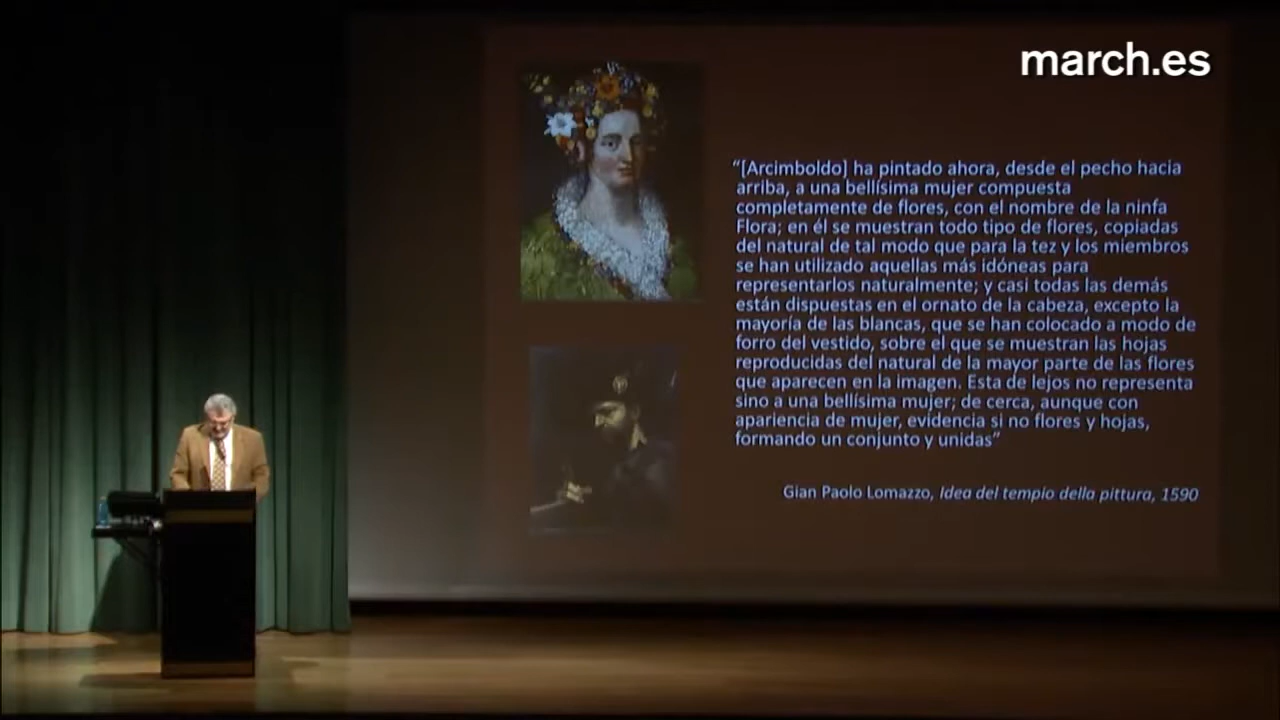 march.es
“[Arcimboldo] ha pintado ahora, desde el pecho hacia
arriba, a una bellísima mujer compuesta
completamente de flores, con el nombre de la ninfa
Flora; en él se muestran todo tipo de flores, copiadas
del natural de tal modo que para la tez y los miembros
se han utilizado aquellas más idóneas para
representarlos naturalmente; y casi todas las demás
están dispuestas en el ornato de la cabeza, excepto la
mayoría de las blancas, que se han colocado a modo de
forro del vestido, sobre el que se muestran las hojas
reproducidas del natural de la mayor parte de las flores
que aparecen en la imagen. Esta de lejos no representa
sino a una bellísima mujer; de cerca, aunque con
apariencia de mujer, evidencia si no flores y hojas,
formando un conjunto y unidas”
Gian Paolo Lomazzo, Idea del tempio della pittura, 1590